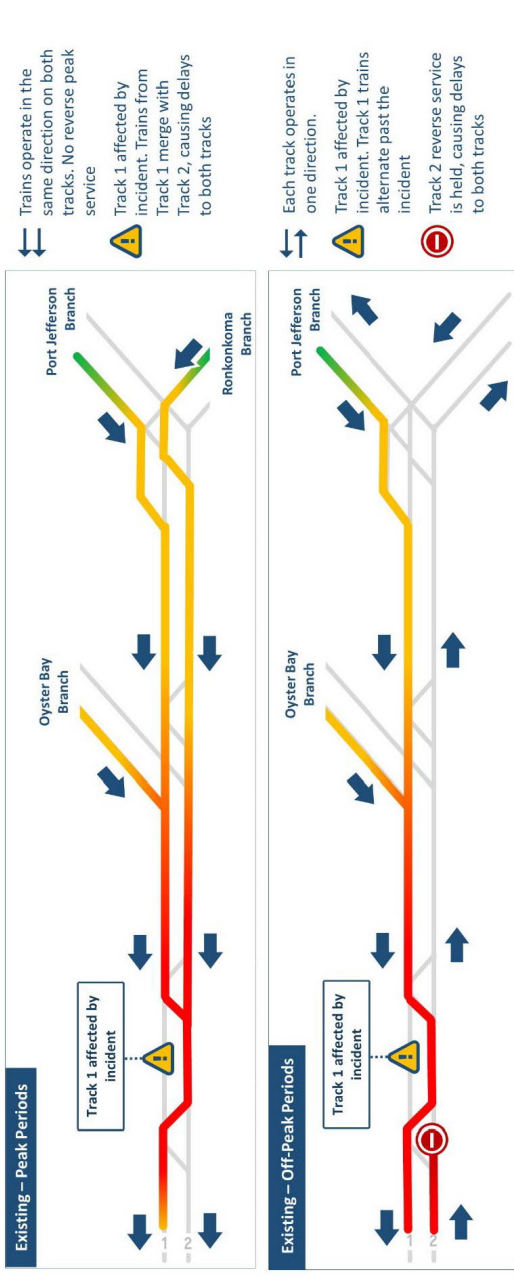 Existing – Peak Periods
Track 1 affected by
incident
Oyster Bay
Branch
Port Jefferson
Branch
Ronkonkoma
Branch
1
2
Trains operate in the
same direction on both
tracks. No reverse peak
service
Track 1 affected by
incident. Trains from
Track 1 merge with
Track 2, causing delays
to both tracks
Existing – Off-Peak Periods
Track 1 affected by
incident
Oyster Bay
Branch
Port Jefferson
Branch
1
2
Each track operates in
one direction.
Track 1 affected by
incident. Track 1 trains
alternate past the
incident
Track 2 reverse service
is held, causing delays
to both tracks